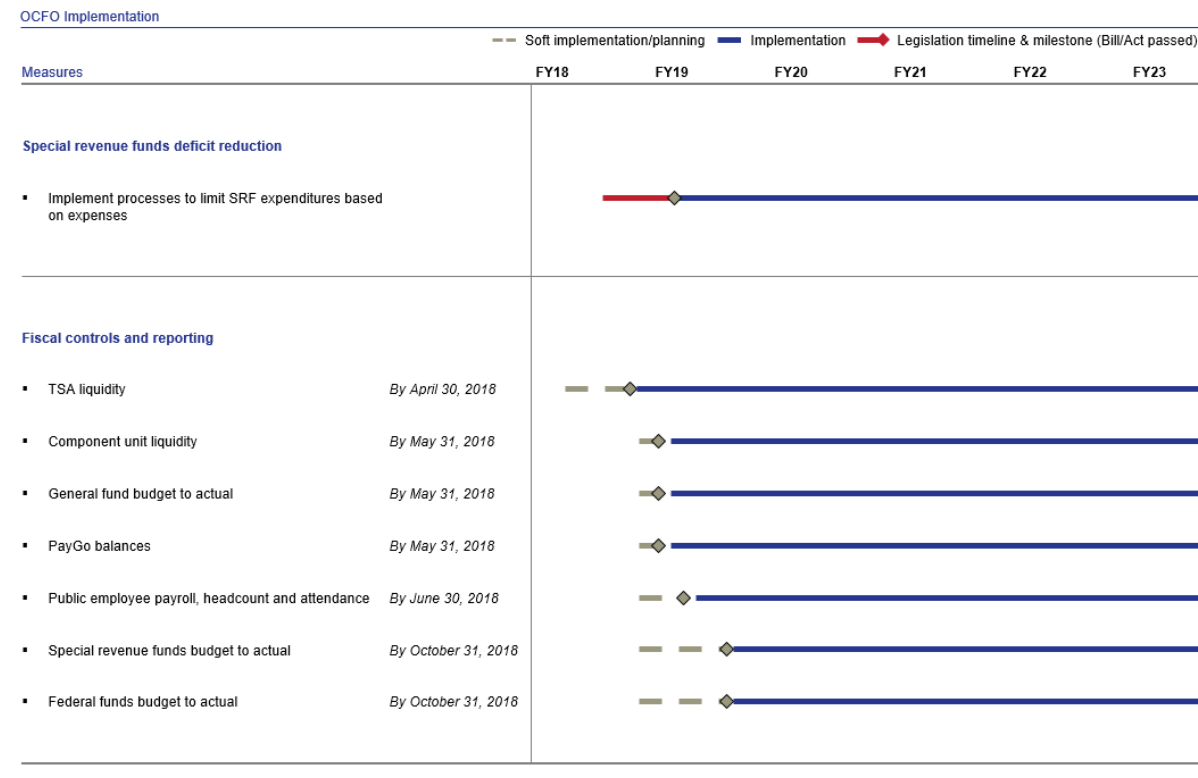 OCFO Implementation
Soft implementation/planning Implementation Legislation timeline & milestone (Bill/Act passed)
Measures FY18 FY19 FY20 FY21 FY22 FY23
Special revenue funds deficit reduction
▪ Implement processes to limit SRF expenditures based
on expenses
Fiscal controls and reporting
▪ TSA liquidity By April 30, 2018
▪ Component unit liquidity By May 31, 2018
▪ General fund budget to actual By May 31, 2018
▪ PayGo balances By May 31, 2018
▪ Public employee payroll, headcount and attendance By June 30, 2018
▪ Special revenue funds budget to actual By October 31, 2018
▪ Federal funds budget to actual By October 31, 2018